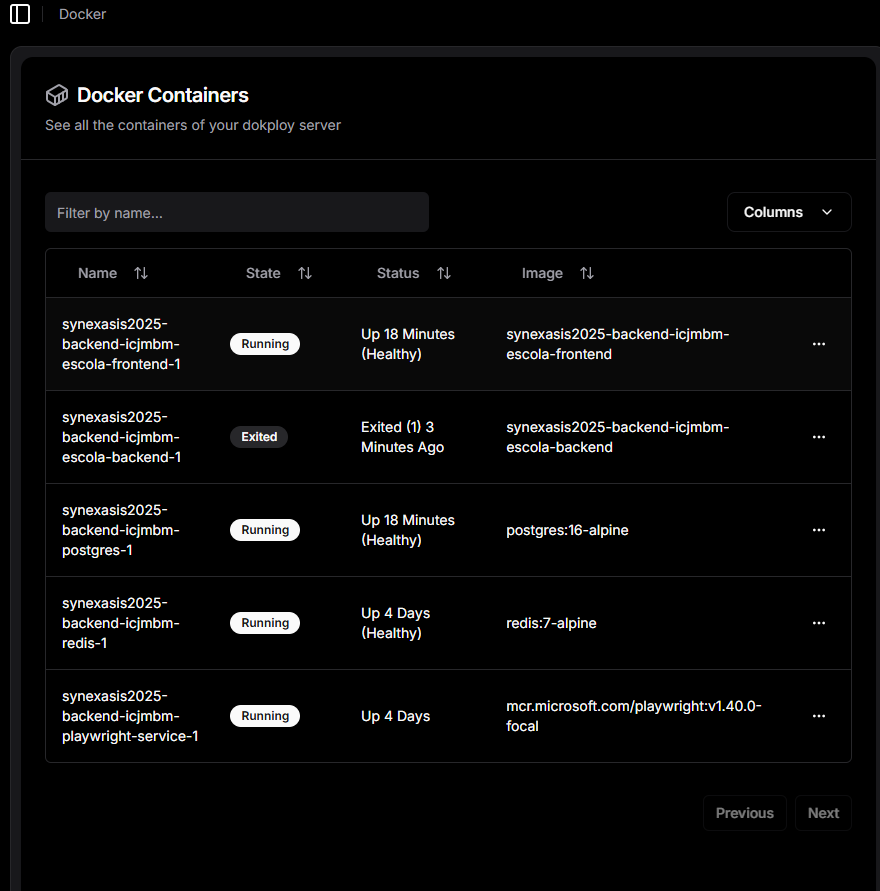 Docker
Docker Containers
See all the containers of your dokploy server
Filter by name...
Columns
Name State Status Image
synexasis2025-
backend-icjmbm-
escola-frontend-1
Running
Up 18 Minutes
(Healthy)
synexasis2025-backend-icjmbm-
escola-frontend
synexasis2025-
backend-icjmbm-
escola-backend-1
Exited
Exited (1) 3
Minutes Ago
synexasis2025-backend-icjmbm-
escola-backend
synexasis2025-
backend-icjmbm-
postgres-1
Running
Up 18 Minutes
(Healthy)
postgres:16-alpine
synexasis2025-
backend-icjmbm-
redis-1
Running
Up 4 Days
(Healthy)
redis:7-alpine
synexasis2025-
backend-icjmbm-
playwright-service-1
Running
Up 4 Days
mcr.microsoft.com/playwright:v1.40.0-
focal
Previous
Next